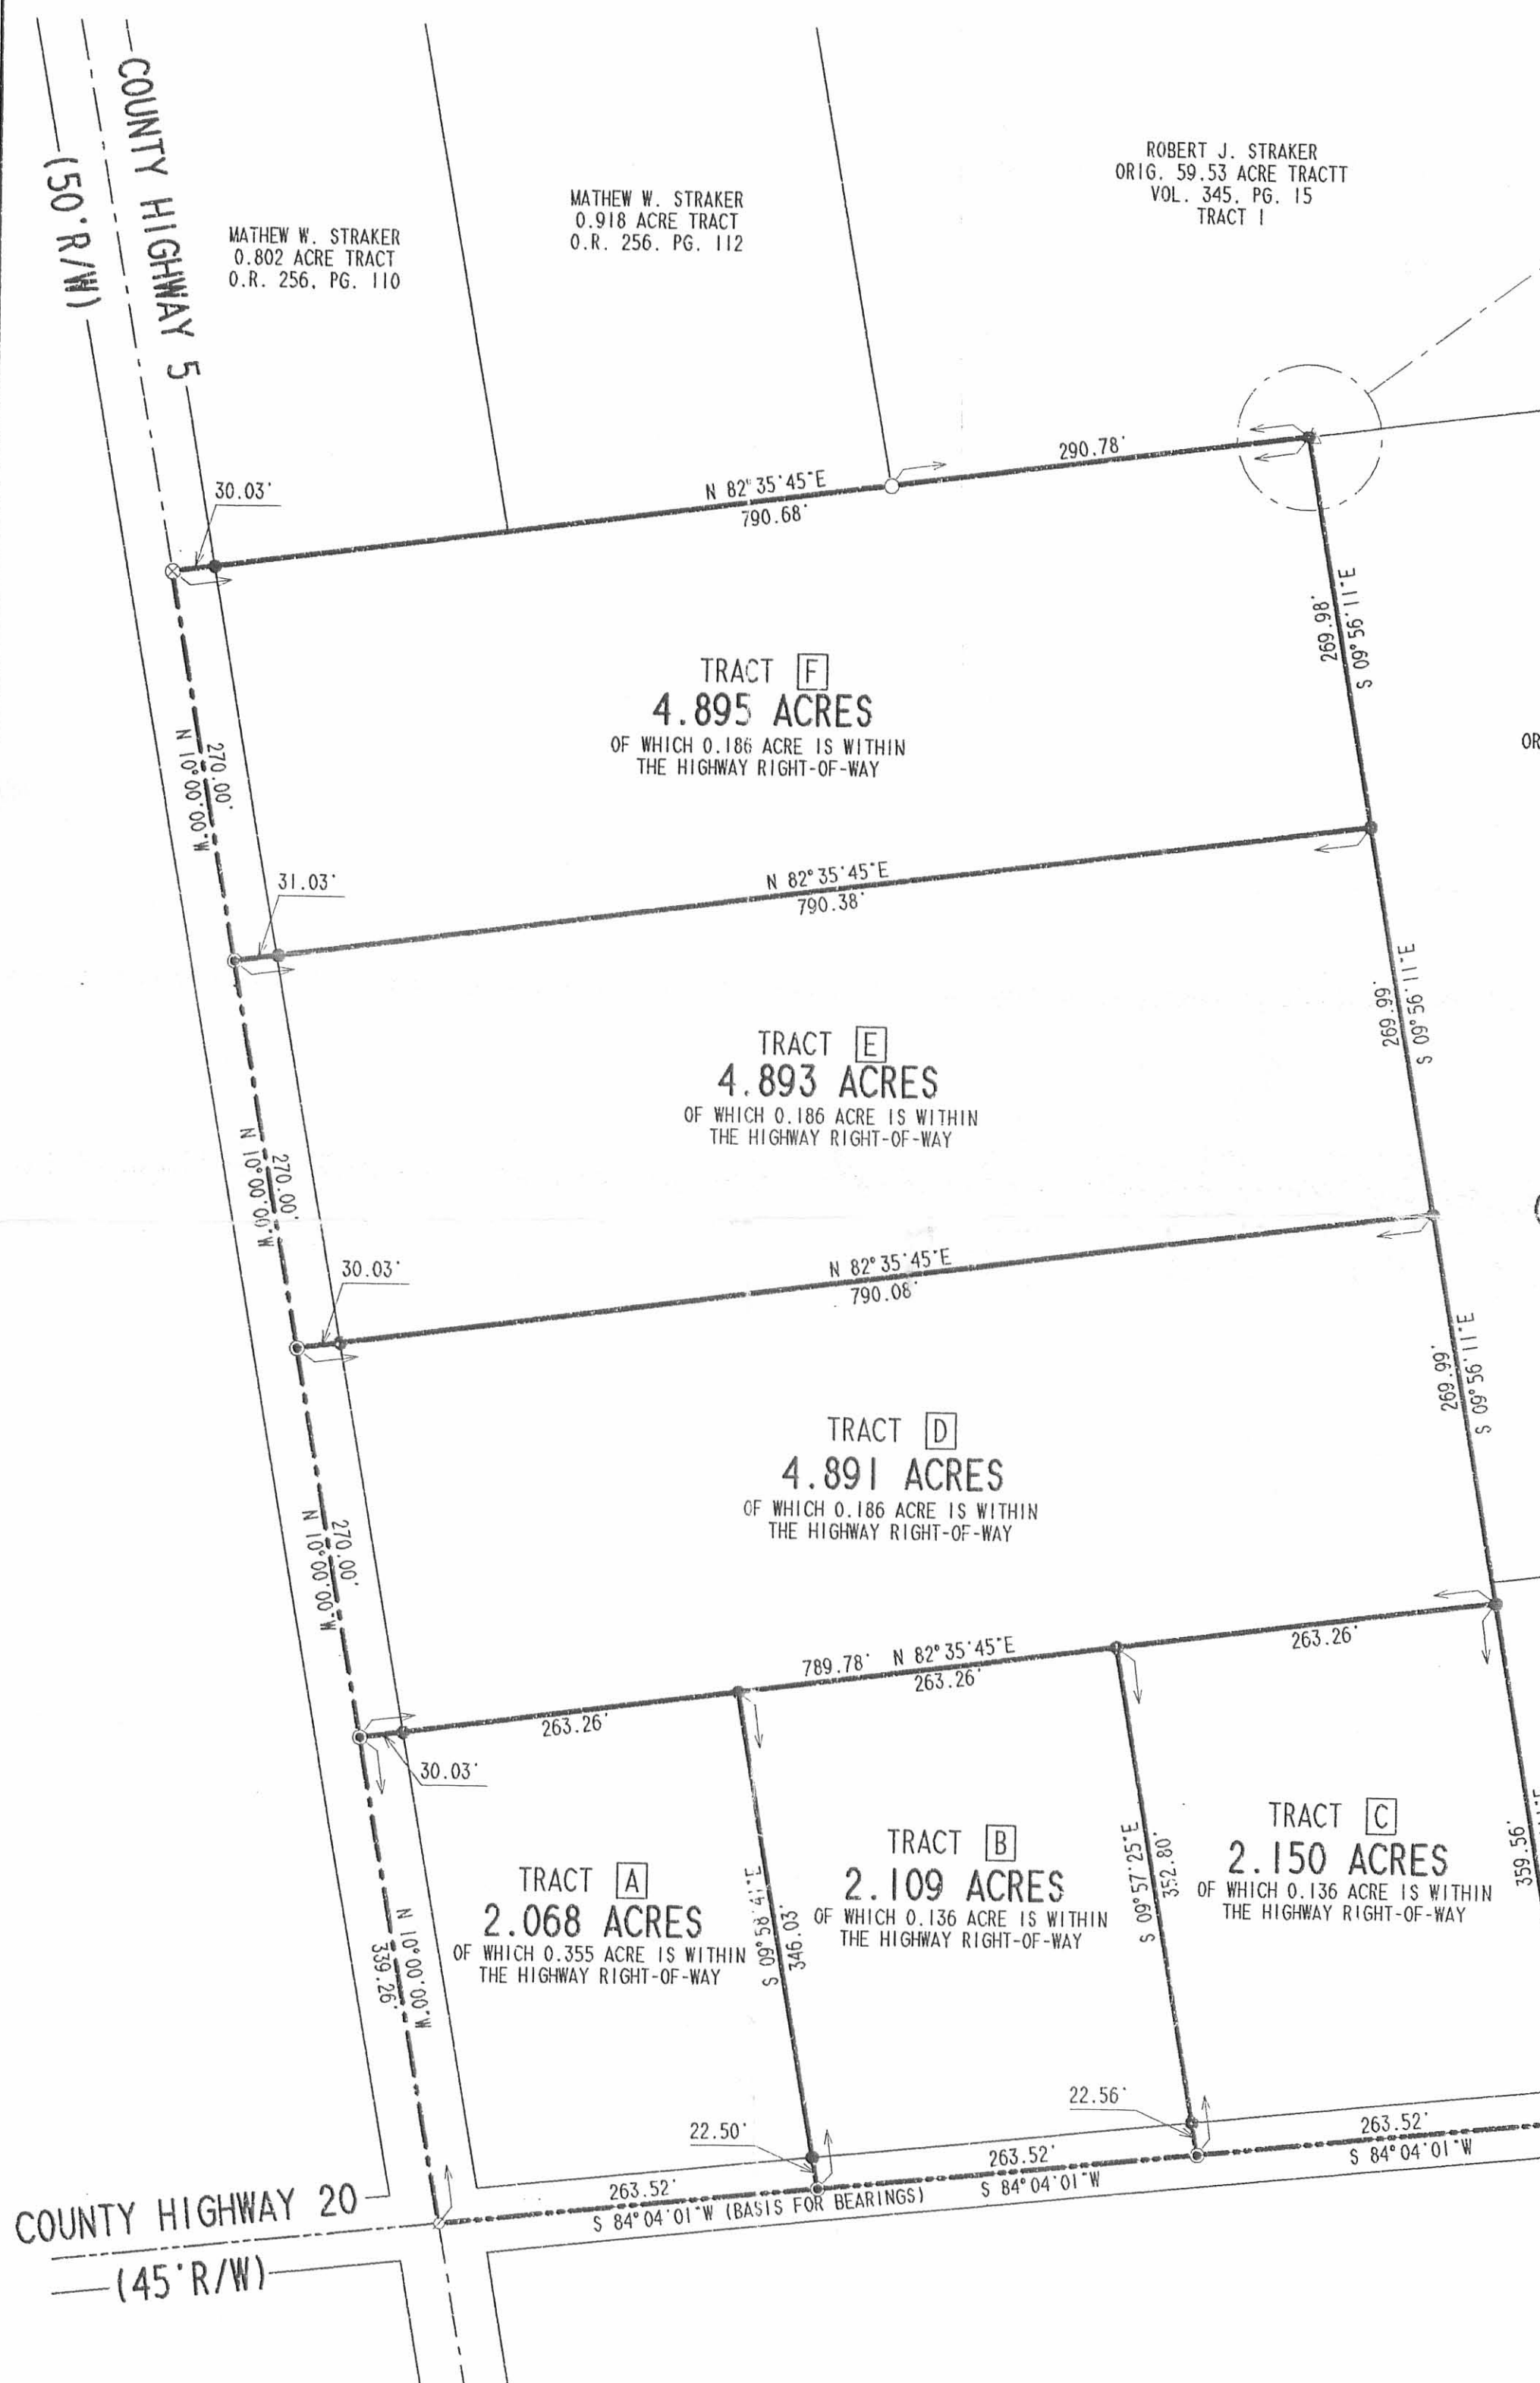 COUNTY HIGHWAY 5
(50'R/W)
MATHEW W. STRAKER
0.802 ACRE TRACT
O.R. 256, PG. 110
MATHEW W. STRAKER
0.918 ACRE TRACT
O.R. 256. PG. 112
ROBERT J. STRAKER
ORIG. 59.53 ACRE TRACTT
VOL. 345. PG. 15
TRACT I
30.03'
N 82°35'45"E
790.68'
290.78'
269.98'
S 09°56'11"E
TRACT F
4.895 ACRES
OF WHICH 0.186 ACRE IS WITHIN
THE HIGHWAY RIGHT-OF-WAY
OR
270.00'
N 10°00'00"W
31.03'
N 82°35'45"E
790.38'
269.99'
S 09°56'11"E
TRACT E
4.893 ACRES
OF WHICH 0.186 ACRE IS WITHIN
THE HIGHWAY RIGHT-OF-WAY
270.00'
N 10°00'00"W
30.03'
N 82°35'45"E
790.08'
269.99'
S 09°56'11"E
TRACT D
4.891 ACRES
OF WHICH 0.186 ACRE IS WITHIN
THE HIGHWAY RIGHT-OF-WAY
270.00'
N 10°00'00"W
789.78' N 82°35'45"E
263.26'
263.26'
263.26'
30.03'
TRACT A
2.068 ACRES
OF WHICH 0.355 ACRE IS WITHIN
THE HIGHWAY RIGHT-OF-WAY
N 10°00'00"W
339.26'
S 09°58'41"E
346.03'
TRACT B
2.109 ACRES
OF WHICH 0.136 ACRE IS WITHIN
THE HIGHWAY RIGHT-OF-WAY
S 09°57'25"E
352.80'
TRACT C
2.150 ACRES
OF WHICH 0.136 ACRE IS WITHIN
THE HIGHWAY RIGHT-OF-WAY
359.56'
22.50'
22.56'
263.52'
S 84°04'01"W (BASIS FOR BEARINGS)
263.52'
S 84°04'01"W
263.52'
S 84°04'01"W
COUNTY HIGHWAY 20
(45'R/W)